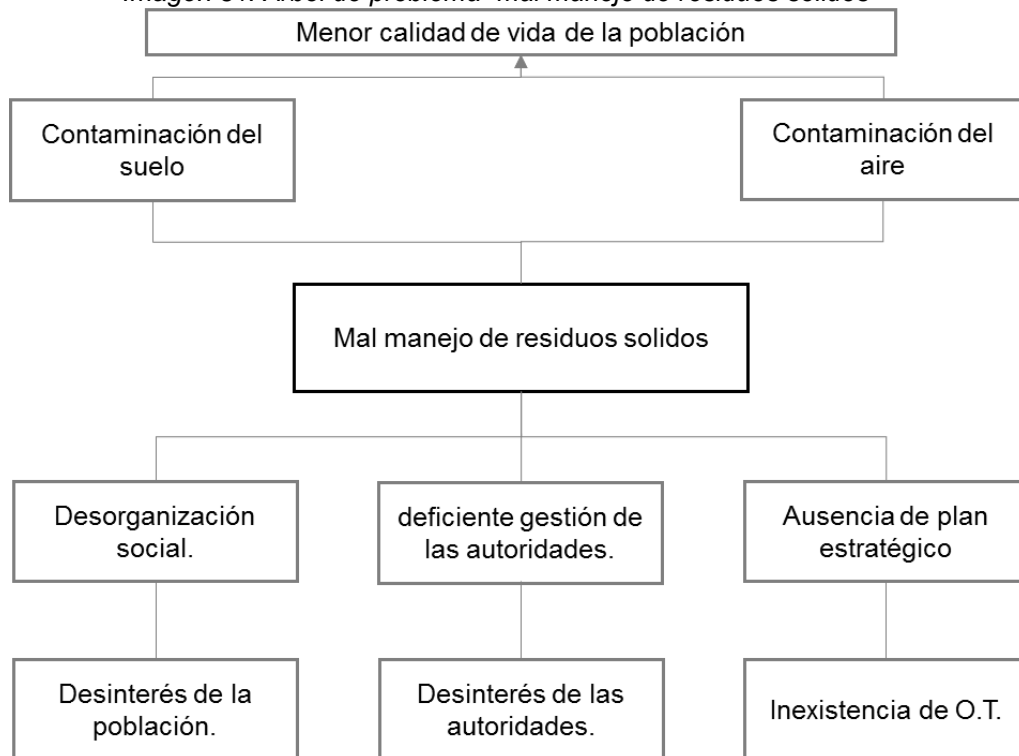 Menor calidad de vida de la población
Contaminación del
suelo
Contaminación del
aire
Mal manejo de residuos solidos
Desorganización
social.
deficiente gestión de
las autoridades.
Ausencia de plan
estratégico
Desinterés de la
población.
Desinterés de las
autoridades.
Inexistencia de O.T.